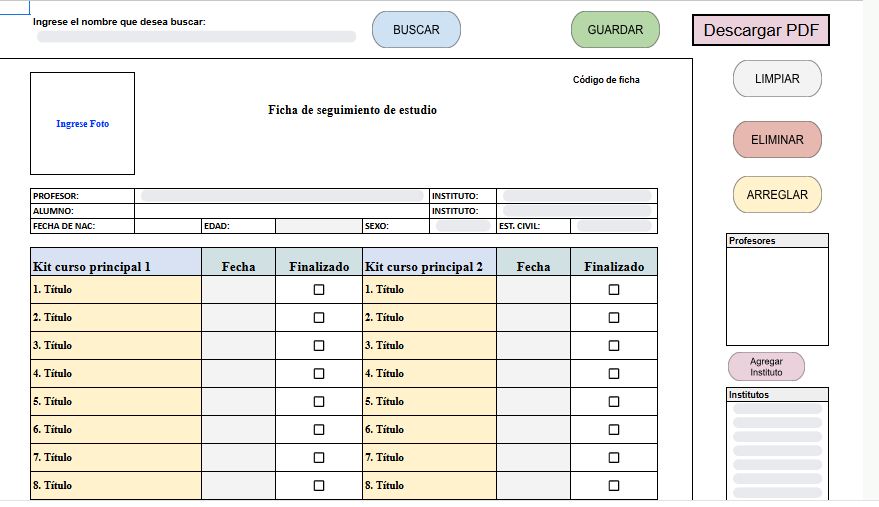 Ingrese el nombre que desea buscar:
BUSCAR
GUARDAR
Descargar PDF
Código de ficha
LIMPIAR
Ingrese Foto
Ficha de seguimiento de estudio
ELIMINAR
ARREGLAR
PROFESOR: INSTITUTO:
ALUMNO: INSTITUTO:
FECHA DE NAC: EDAD: SEXO: EST. CIVIL:
Profesores
Kit curso principal 1 Fecha Finalizado Kit curso principal 2 Fecha Finalizado
1. Título 1. Título
2. Título 2. Título
3. Título 3. Título
4. Título 4. Título
5. Título 5. Título
6. Título 6. Título
7. Título 7. Título
8. Título 8. Título
Agregar
Instituto
Institutos